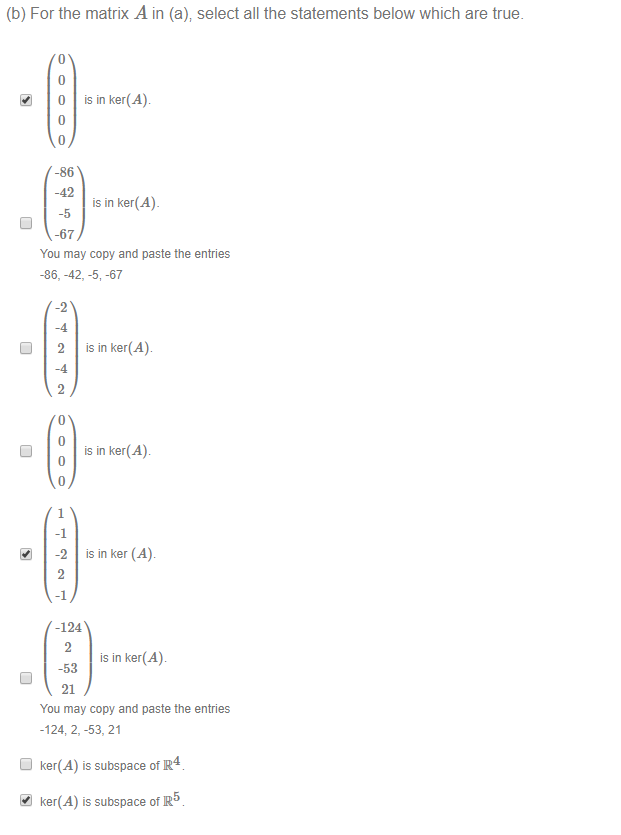 (b) For the matrix A in (a), select all the statements below which are true.
0
0
0 is in ker(A).
0
0
-86
-42
-5
-67
is in ker(A).
You may copy and paste the entries
-86, -42, -5, -67
-2
-4
2 is in ker(A).
-4
2
0
0
0
0
is in ker(A).
1
-1
-2 is in ker (A).
2
-1
-124
2
-53
21
is in ker(A).
You may copy and paste the entries
-124, 2, -53, 21
ker(A) is subspace of ℝ⁴.
ker(A) is subspace of ℝ⁵.